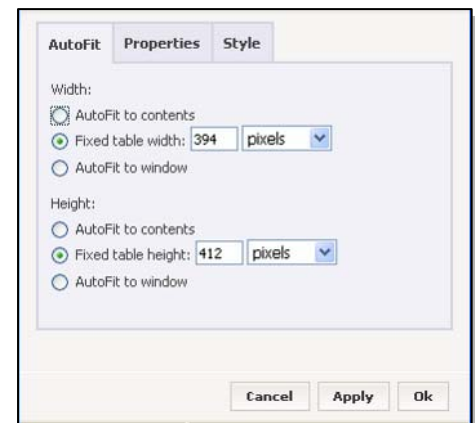 AutoFit Properties Style
Width:
AutoFit to contents
Fixed table width: 394 pixels
AutoFit to window
Height:
AutoFit to contents
Fixed table height: 412 pixels
AutoFit to window
Cancel Apply Ok